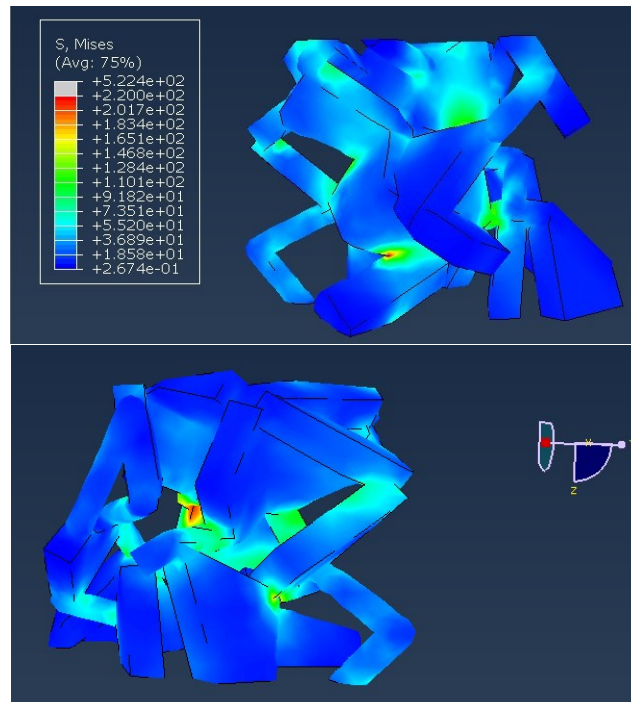 S, Mises
(Avg: 75%)
+5.224e+02
+2.200e+02
+2.017e+02
+1.834e+02
+1.651e+02
+1.468e+02
+1.284e+02
+1.101e+02
+9.182e+01
+7.351e+01
+5.520e+01
+3.689e+01
+1.858e+01
+2.674e-01
X
Z